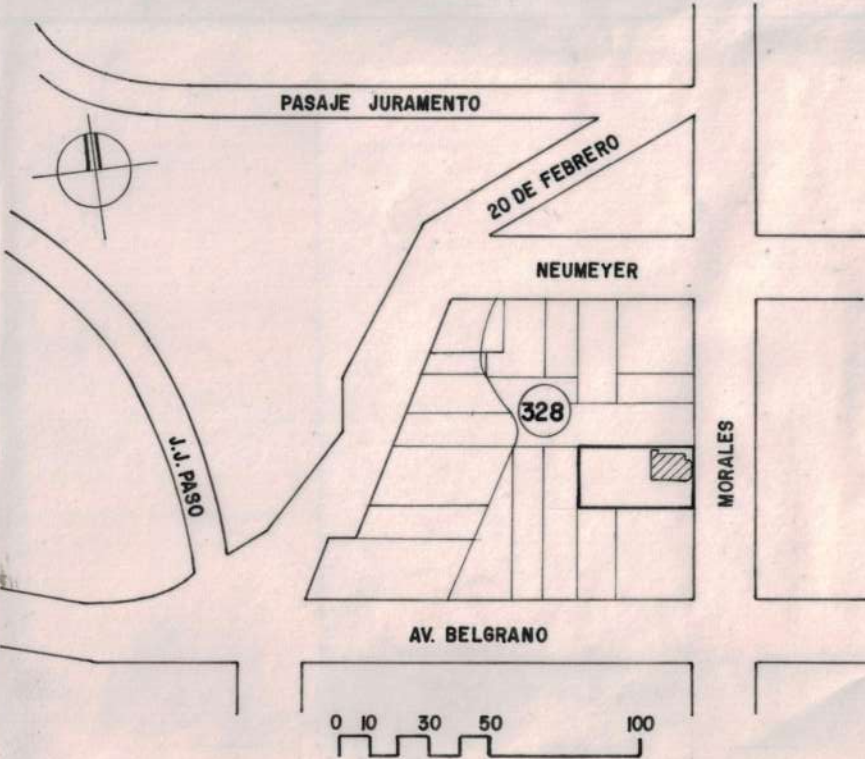 PASAJE JURAMENTO
20 DE FEBRERO
NEUMEYER
328
J.J. PASO
MORALES
AV. BELGRANO
0 10 30 50 100